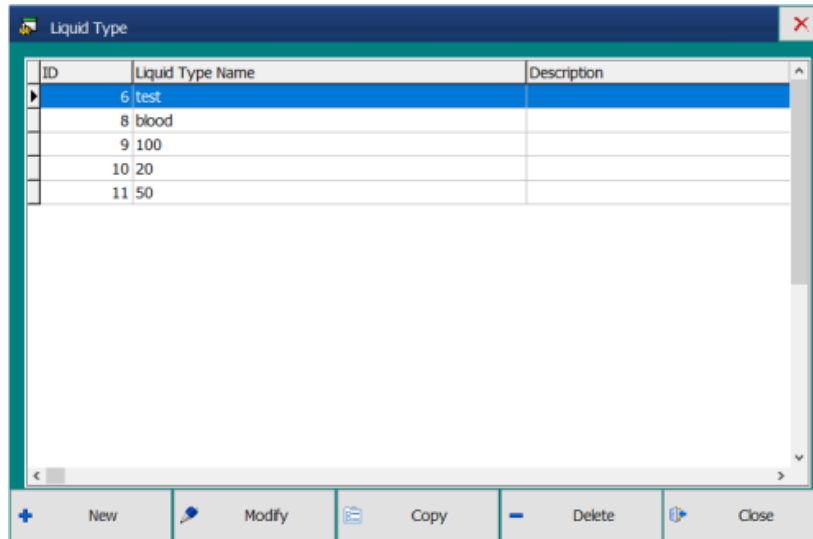 Liquid Type
ID Liquid Type Name Description
6 test
8 blood
9 100
10 20
11 50
New Modify Copy Delete Close